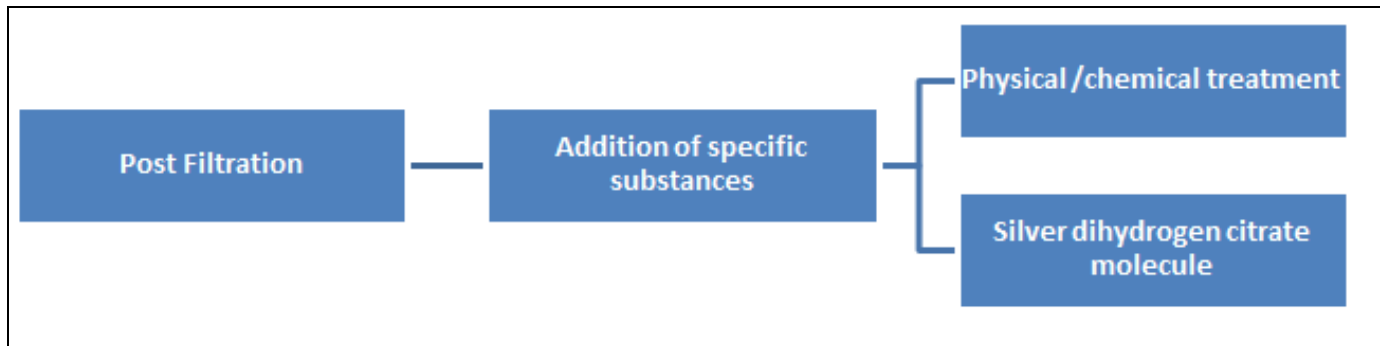 Post Filtration
Addition of specific
substances
Physical /chemical treatment
Silver dihydrogen citrate
molecule